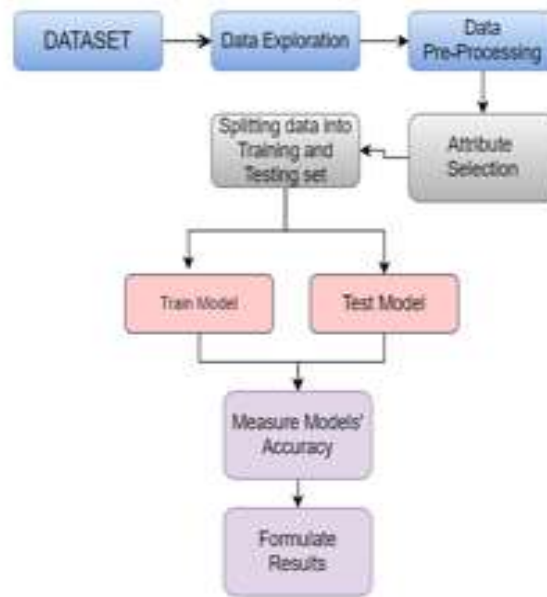 DATASET
Data Exploration
Data
Pre-Processing
Splitting data into
Training and
Testing set
Attribute
Selection
Train Model
Test Model
Measure Models'
Accuracy
Formulate
Results